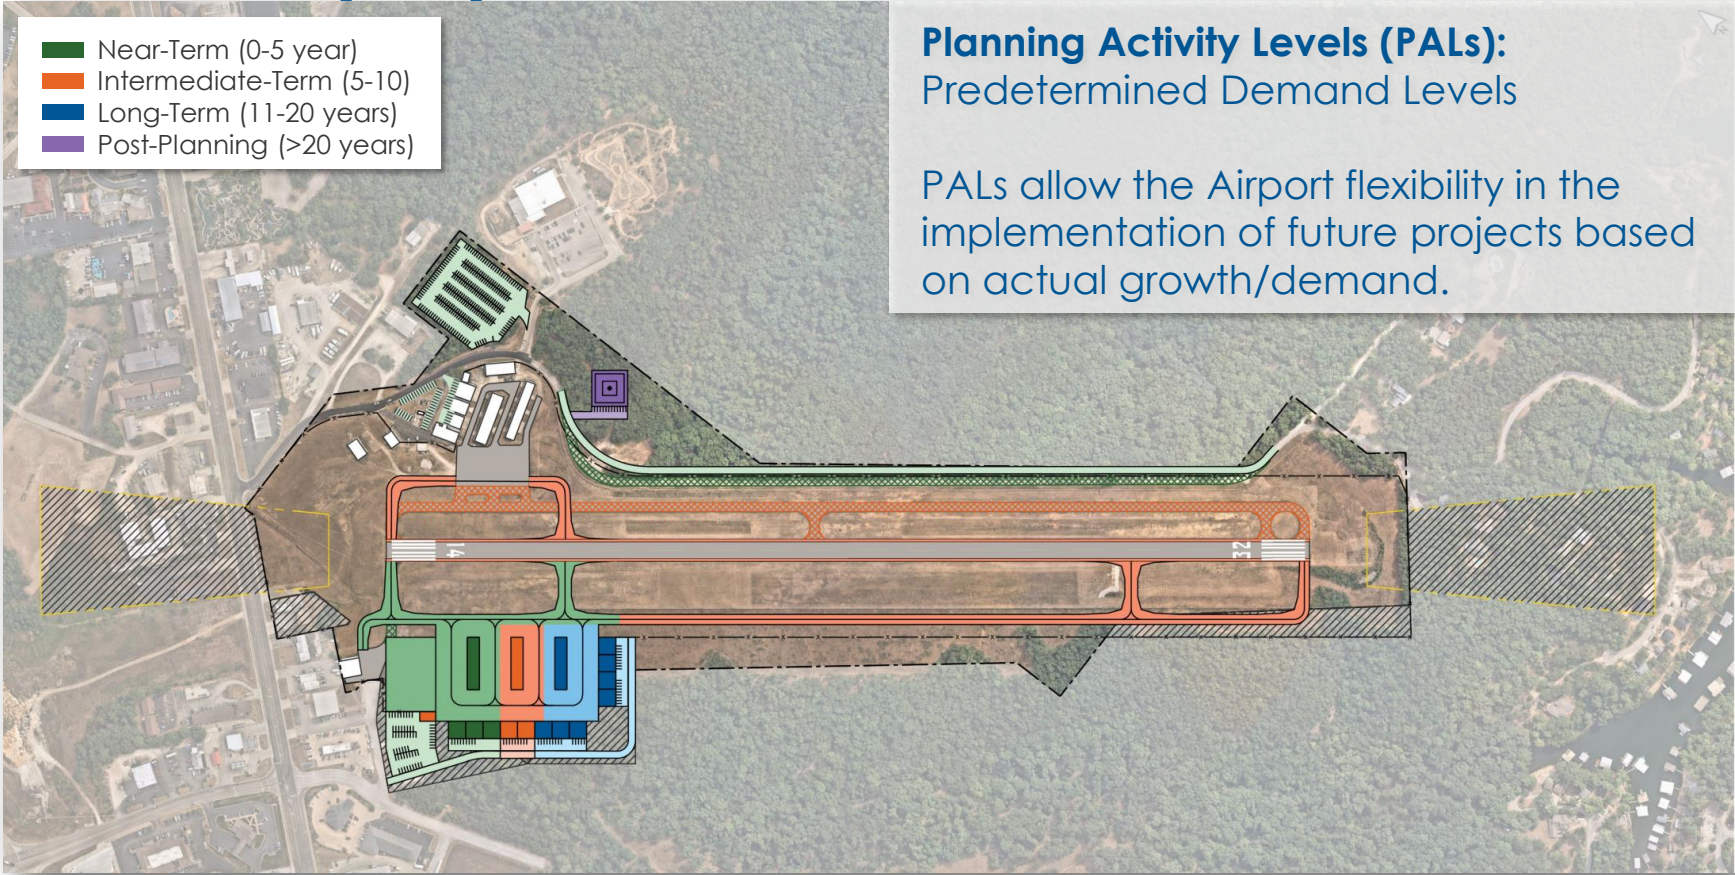 Near-Term (0-5 year)
Intermediate-Term (5-10)
Long-Term (11-20 years)
Post-Planning (>20 years)
Planning Activity Levels (PALs):
Predetermined Demand Levels
PALs allow the Airport flexibility in the
implementation of future projects based
on actual growth/demand.
14
32